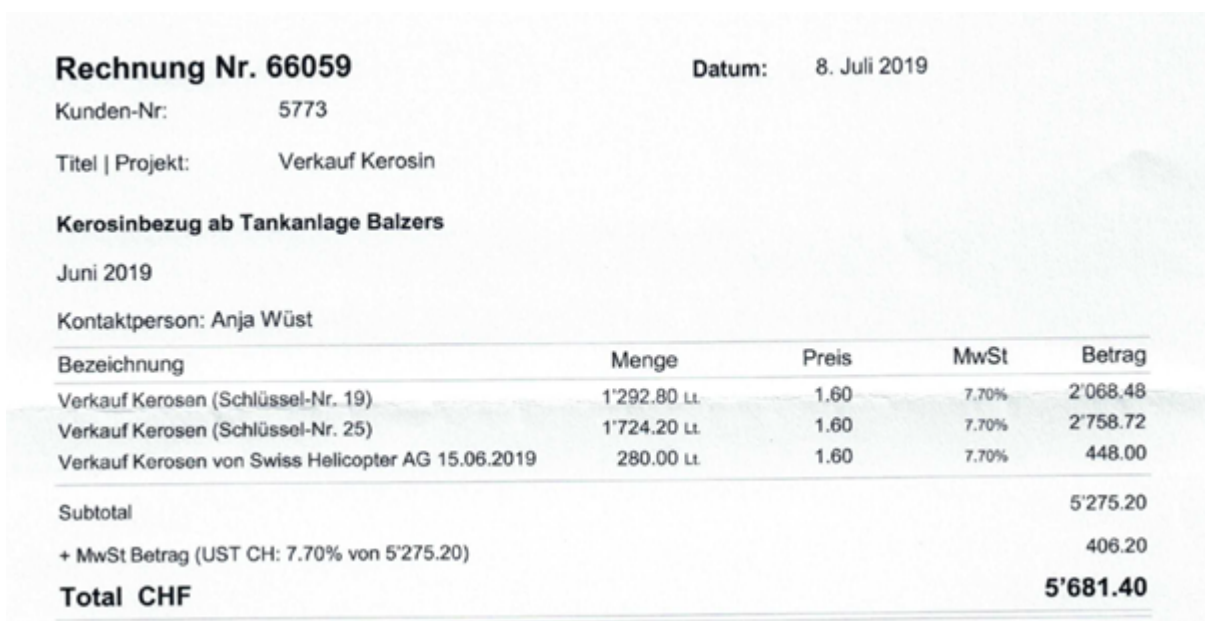 Rechnung Nr. 66059 Datum: 8. Juli 2019
Kunden-Nr: 5773
Titel | Projekt: Verkauf Kerosin
Kerosinbezug ab Tankanlage Balzers
Juni 2019
Kontaktperson: Anja Wüst
Bezeichnung Menge Preis MwSt Betrag
Verkauf Kerosen (Schlüssel-Nr. 19) 1'292.80 Lt. 1.60 7.70% 2'068.48
Verkauf Kerosen (Schlüssel-Nr. 25) 1'724.20 Lt. 1.60 7.70% 2'758.72
Verkauf Kerosen von Swiss Helicopter AG 15.06.2019 280.00 Lt. 1.60 7.70% 448.00
Subtotal 5'275.20
+ MwSt Betrag (UST CH: 7.70% von 5'275.20) 406.20
Total CHF 5'681.40